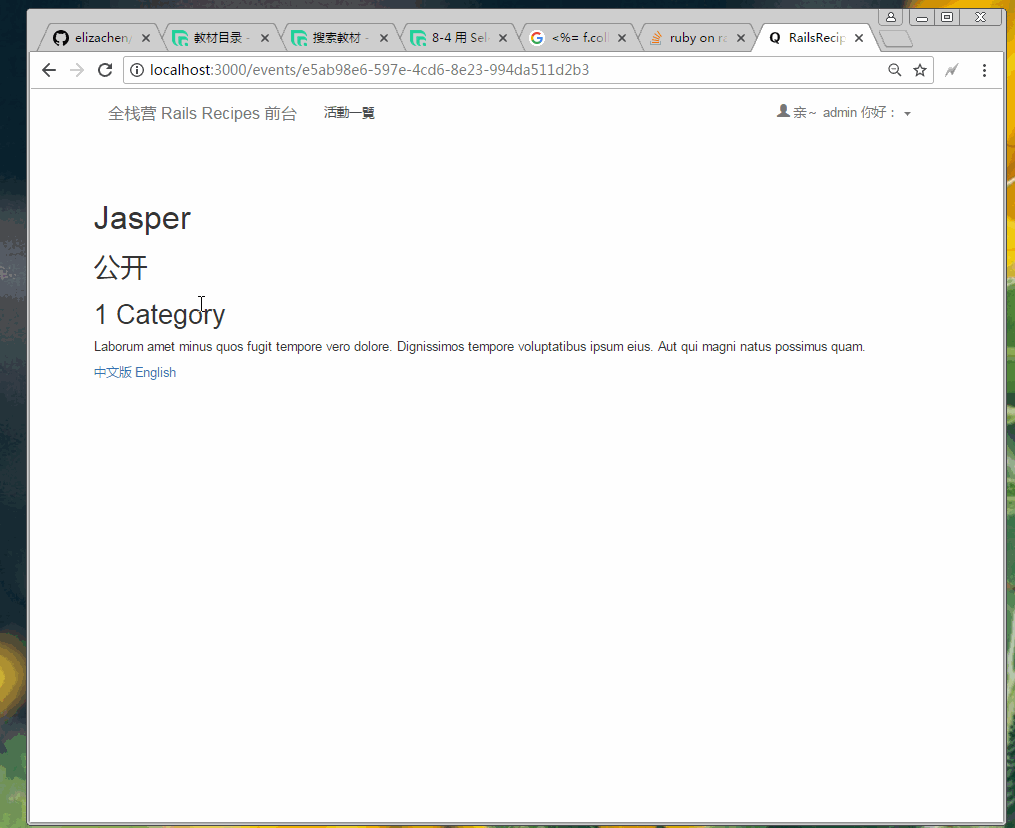 elizachen
教材目录 -
搜索教材 -
8-4 用 Sel
<%= f.coll
ruby on ra
RailsRecip
localhost:3000/events/e5ab98e6-597e-4cd6-8e23-994da511d2b3
全栈营 Rails Recipes 前台 活動一覽 亲~ admin 你好：
Jasper
公开
1 Category
Laborum amet minus quos fugit tempore vero dolore. Dignissimos tempore voluptatibus ipsum eius. Aut qui magni natus possimus quam.
中文版 English